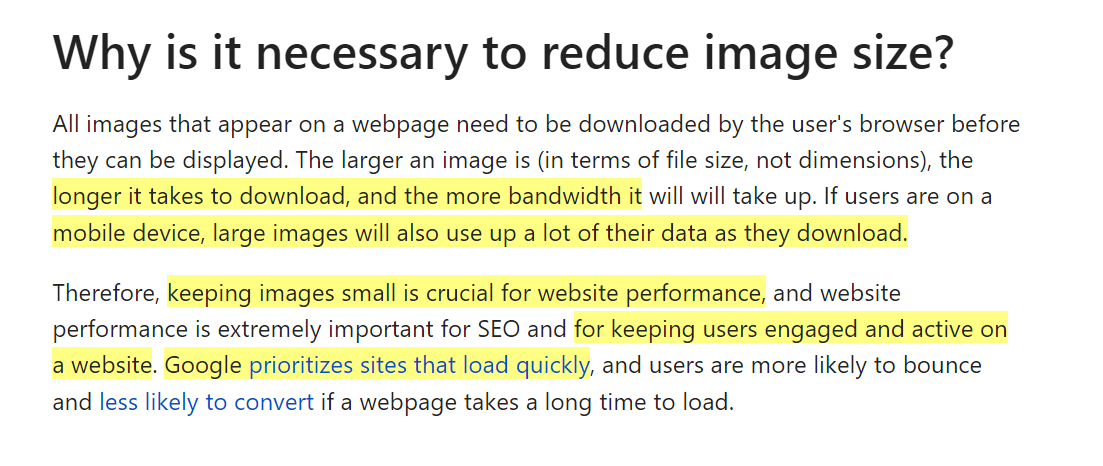 Why is it necessary to reduce image size?
All images that appear on a webpage need to be downloaded by the user's browser before
they can be displayed. The larger an image is (in terms of file size, not dimensions), the
longer it takes to download, and the more bandwidth it will will take up. If users are on a
mobile device, large images will also use up a lot of their data as they download.
Therefore, keeping images small is crucial for website performance, and website
performance is extremely important for SEO and for keeping users engaged and active on
a website. Google prioritizes sites that load quickly, and users are more likely to bounce
and less likely to convert if a webpage takes a long time to load.